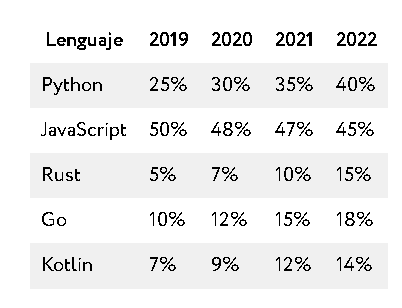 Lenguaje 2019 2020 2021 2022
Python 25% 30% 35% 40%
JavaScript 50% 48% 47% 45%
Rust 5% 7% 10% 15%
Go 10% 12% 15% 18%
Kotlin 7% 9% 12% 14%